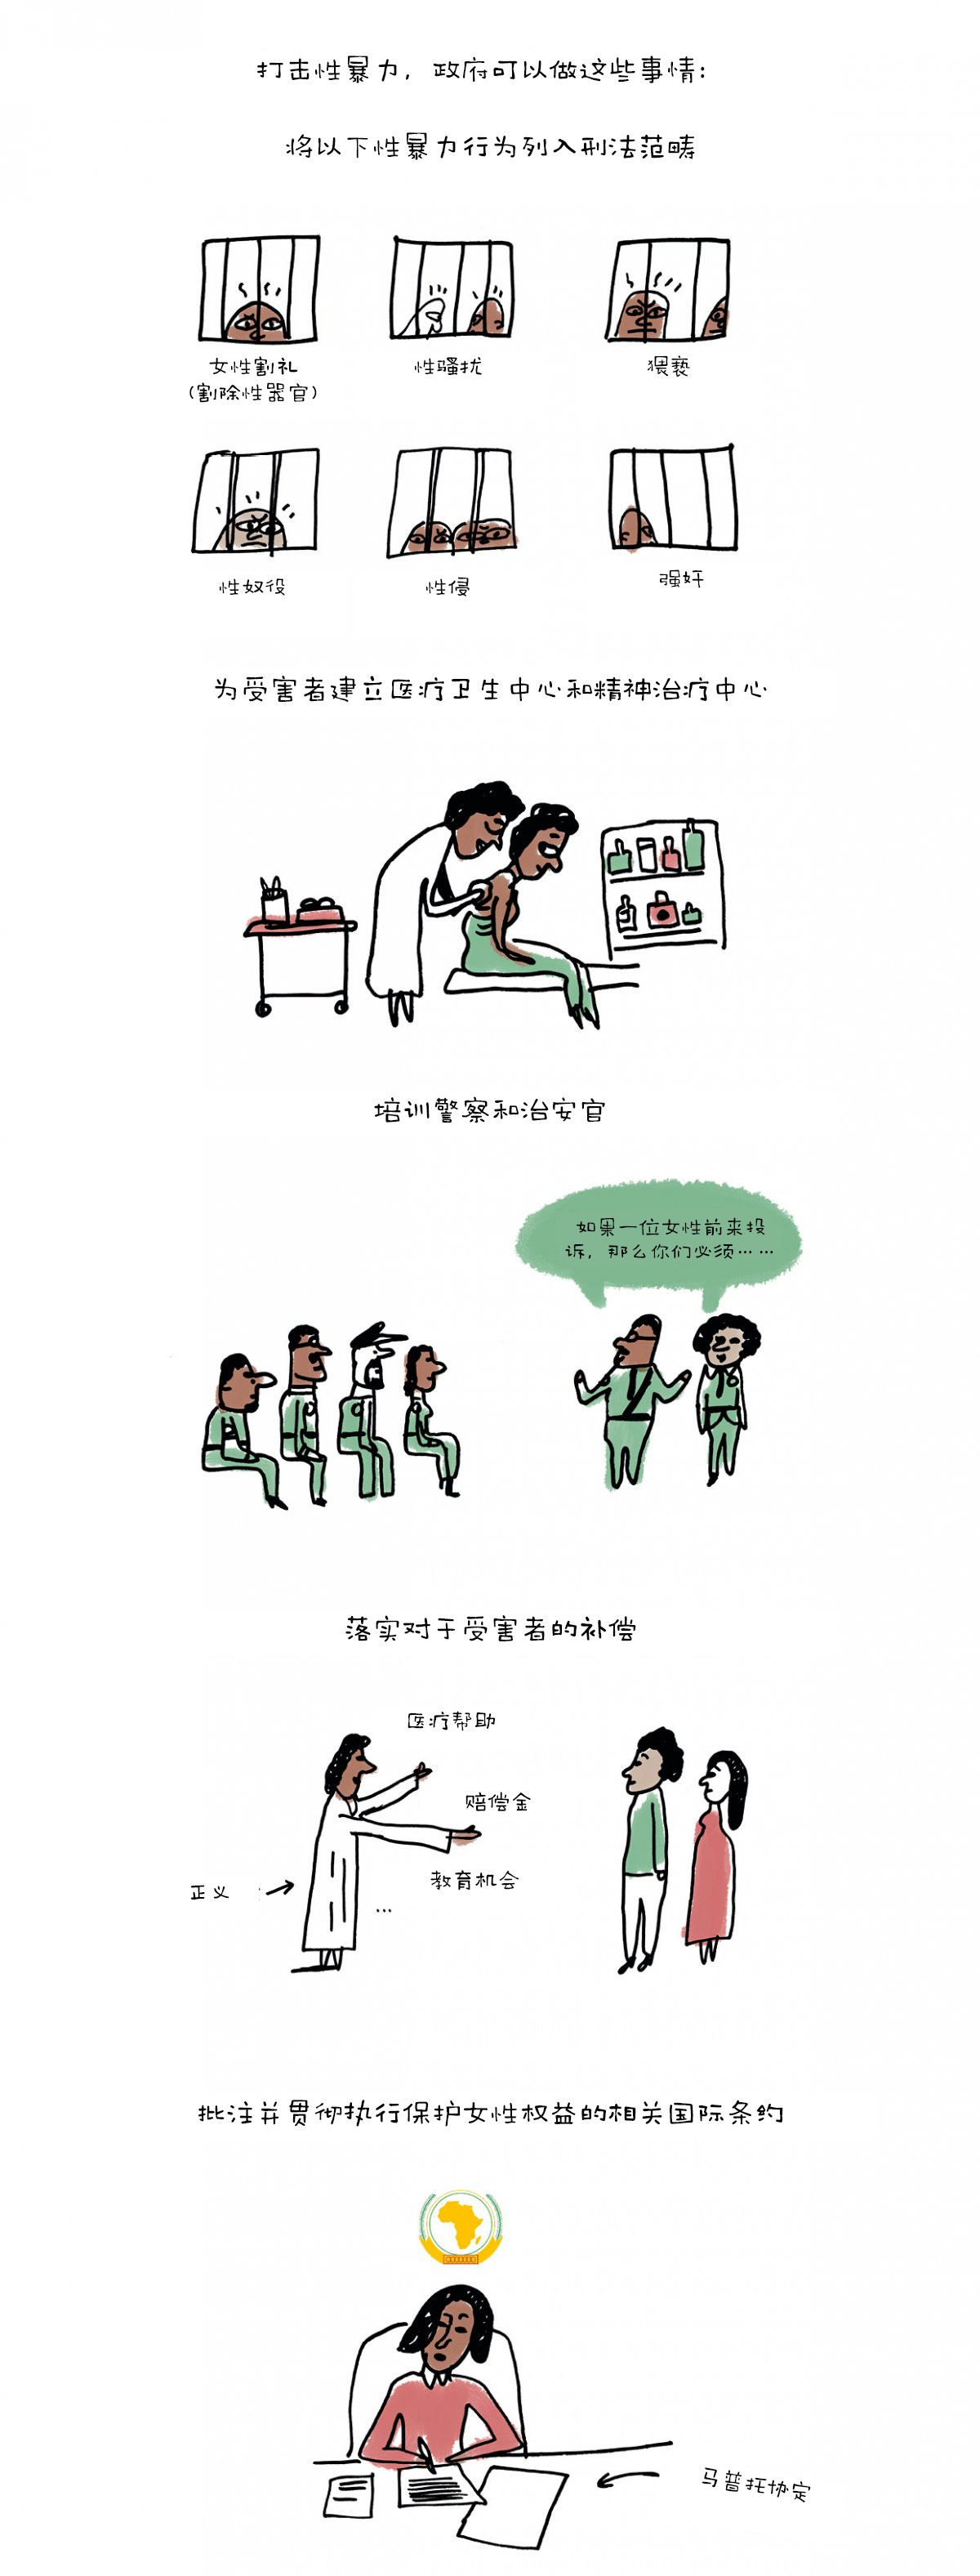 打击性暴力，政府可以做这些事情：
将以下性暴力行为列入刑法范畴
女性割礼
（割除性器官）
性骚扰
猥亵
性奴役
性侵
强奸
为受害者建立医疗卫生中心和精神治疗中心
培训警察和治安官
如果一位女性前来投
诉，那么你们必须……
落实对于受害者的补偿
医疗帮助
赔偿金
教育机会
正义
…
批注并贯彻执行保护女性权益的相关国际条约
马普托协定